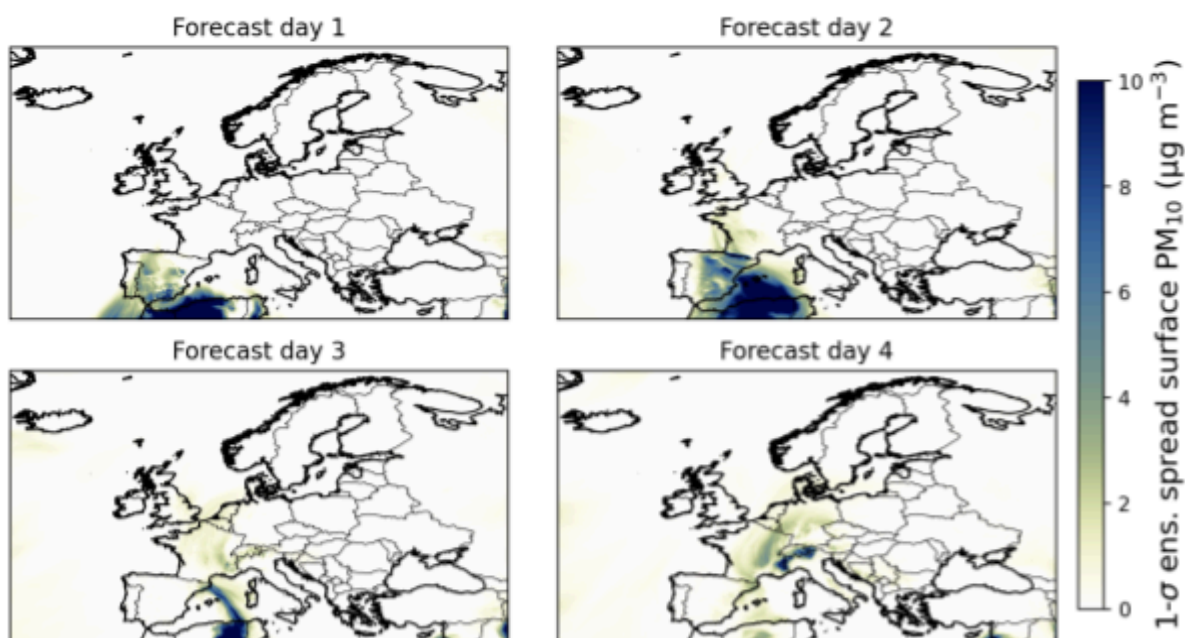 Forecast day 1
Forecast day 2
Forecast day 3
Forecast day 4
10
8
6
4
2
0
1-σ ens. spread surface PM₁₀ (μg m⁻³)